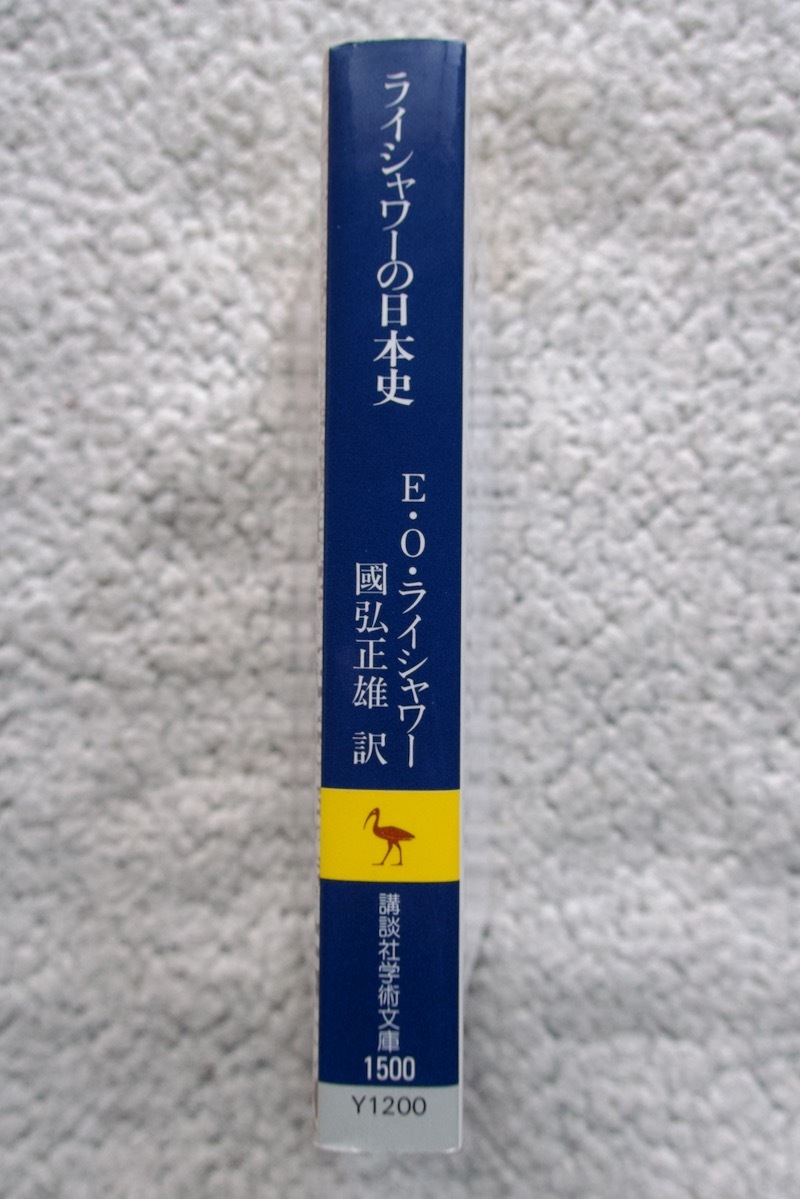 ライシャワーの日本史
E・O・ライシャワー
國弘正雄 訳
講談社学術文庫
1500
Y1200